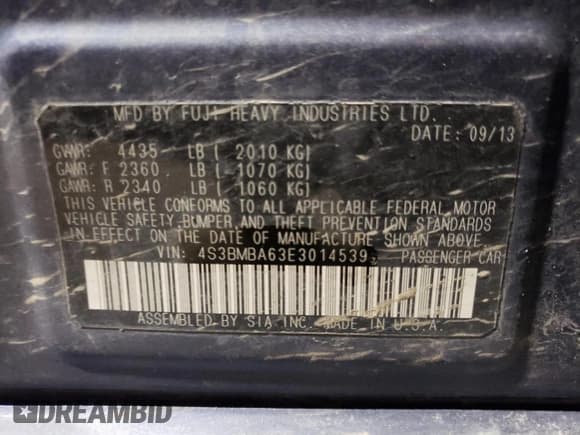 MFD BY FUJI HEAVY INDUSTRIES LTD.
DATE: 09/13
GVWR: 4435 LB ( 2010 KG)
GAWR: F 2360 LB ( 1070 KG)
GAWR: R 2340 LB ( 1060 KG)
THIS VEHICLE CONFORMS TO ALL APPLICABLE FEDERAL MOTOR
VEHICLE SAFETY, BUMPER AND THEFT PREVENTION STANDARDS
IN EFFECT ON THE DATE OF MANUFACTURE SHOWN ABOVE
VIN: 4S3BMBA63E3014539 PASSENGER CAR
ASSEMBLED BY SIA INC. MADE IN U.S.A.
DREAMBID